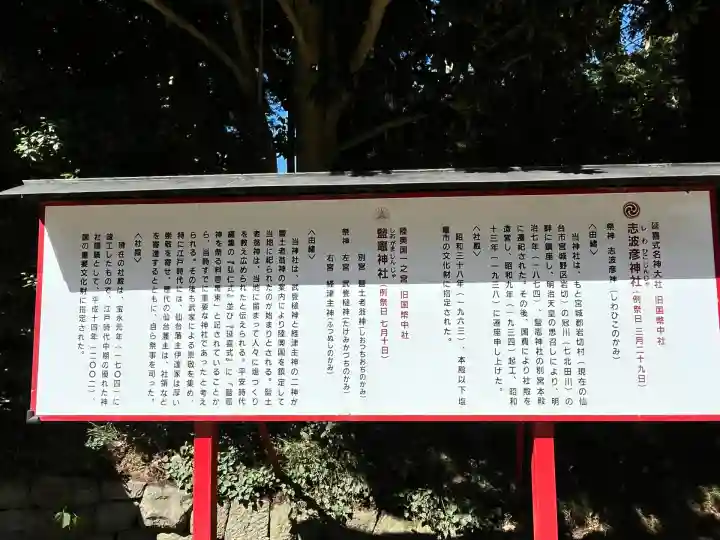 延喜式名神大社 旧国幣中社
しわひこじんじゃ
志波彦神社(例祭日 三月二十九日)
祭神 志波彦神(しわひこのかみ)
〈由緒〉
当神社は、もと宮城郡岩切村(現在の仙
台市宮城野区岩切)の冠川(七北田川)の
畔に鎮座し、明治天皇の思召しにより、明
治七年(一八七四)、鹽竈神社の別宮本殿
に遷祀された。その後、国費により社殿を
造営し、昭和九年(一九三四)起工、昭和
十三年(一九三八)に遷座申し上げた。
〈社殿〉
昭和三十八年(一九六三)、本殿以下塩
竈市の文化財に指定された。
陸奥国一之宮 旧国幣中社
しおがまじんじゃ
鹽竈神社(例祭日 七月十日)
別宮 鹽土老翁神(しおつちおぢのかみ)
祭神 左宮 武甕槌神(たけみかづちのかみ)
右宮 経津主神(ふつぬしのかみ)
〈由緒〉
当神社は、武甕槌神と経津主神の二神が
鹽土老翁神の案内により陸奥国を鎮定して
当地に祀られたのが始まりとされる。鹽土
老翁神は、当地に留まって人々に塩づくり
を教え広められたと伝えられる。平安時代
編集の『弘仁式』並び『延喜式』に「鹽竈
神を祭る料壱萬束」と記されていることか
ら、当時すでに重要な神社であったと考え
られる。その後も武家による崇敬を集め、
特に江戸時代には、仙台藩主伊達家は厚い
崇敬を寄せ、歴代の仙台藩主は、社領など
を寄進するとともに、自ら祭事を司った。
〈社殿〉
現在の社殿は、宝永元年(一七〇四)に
竣工したもので、江戸時代中期の優れた神
社建築として、平成十四年(二〇〇二)、
国の重要文化財に指定された。